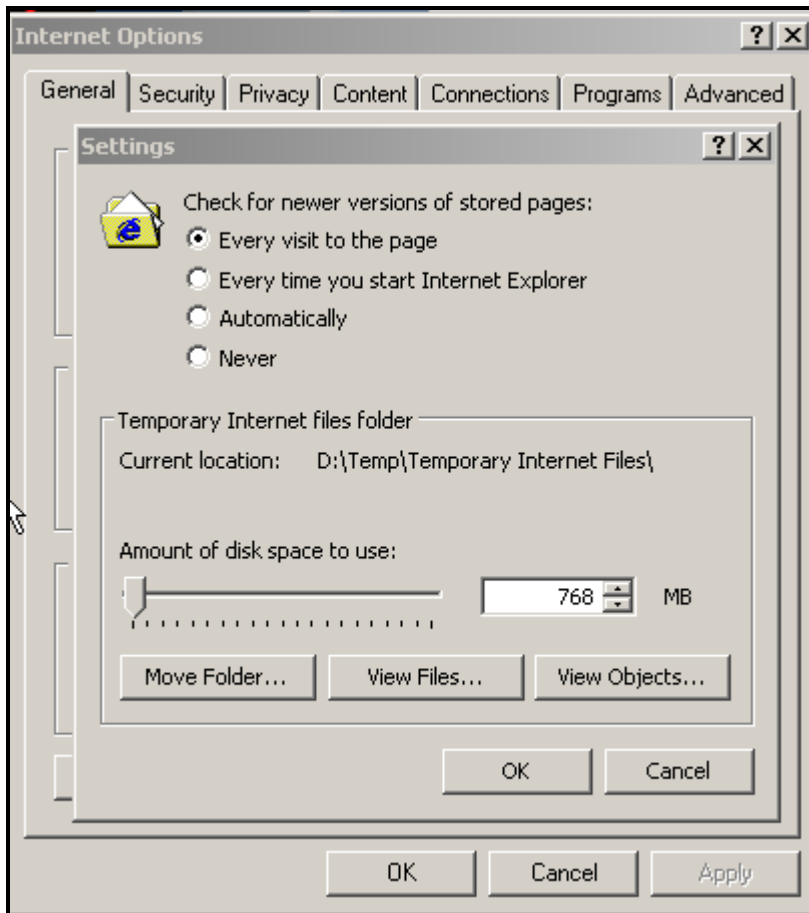 Internet Options
General Security Privacy Content Connections Programs Advanced
Settings
Check for newer versions of stored pages:
Every visit to the page
Every time you start Internet Explorer
Automatically
Never
Temporary Internet files folder
Current location: D:\Temp\Temporary Internet Files\
Amount of disk space to use:
768 MB
Move Folder... View Files... View Objects...
OK Cancel
OK Cancel Apply